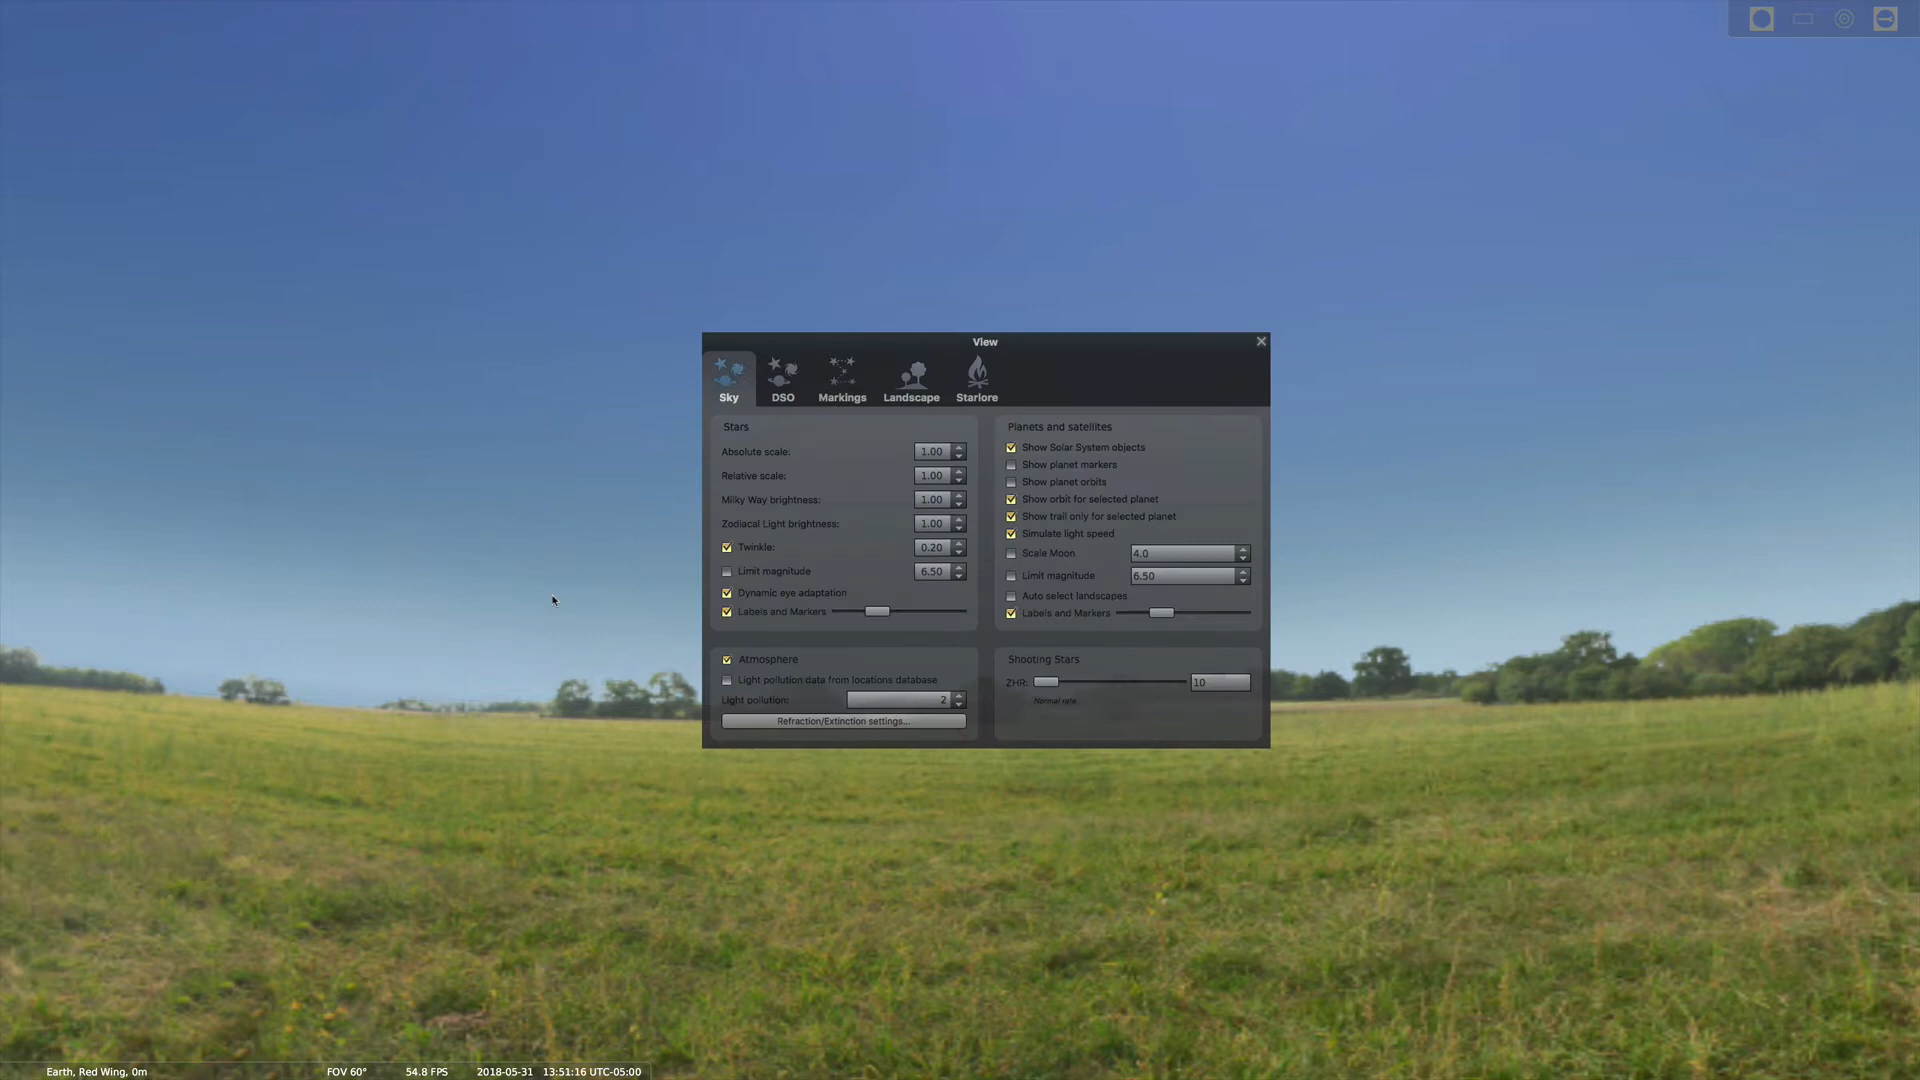 View
Sky
DSO
Markings
Landscape
Starlore
Stars
Absolute scale: 1.00
Relative scale: 1.00
Milky Way brightness: 1.00
Zodiacal Light brightness: 1.00
Twinkle: 0.20
Limit magnitude 6.50
Dynamic eye adaptation
Labels and Markers
Planets and satellites
Show Solar System objects
Show planet markers
Show planet orbits
Show orbit for selected planet
Show trail only for selected planet
Simulate light speed
Scale Moon 4.0
Limit magnitude 6.50
Auto select landscapes
Labels and Markers
Atmosphere
Light pollution data from locations database
Light pollution: 2
Refraction/Extinction settings...
Shooting Stars
ZHR: 10
Normal rate
Earth, Red Wing, 0m FOV 60° 54.8 FPS 2018-05-31 13:51:16 UTC-05:00